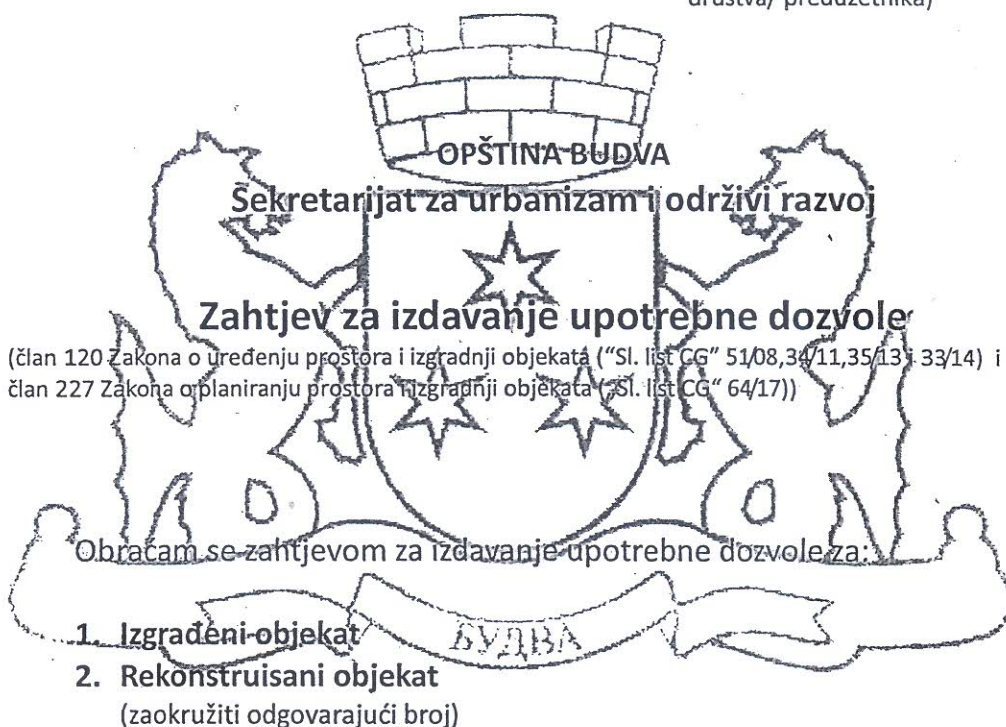 društva/ preduzetnika)
OPŠTINA BUDVA
Sekretarijat za urbanizam i održivi razvoj
Zahtjev za izdavanje upotrebne dozvole
(član 120 Zakona o uređenju prostora i izgradnji objekata (“Sl. list CG” 51/08,34/11,35/13 i 33/14) i
član 227 Zakona o planiranju prostora i izgradnji objekata („Sl. list CG“ 64/17))
Obraćam se zahtjevom za izdavanje upotrebne dozvole za:
1. Izgrađeni objekat
БУДВА
2. Rekonstruisani objekat
(zaokružiti odgovarajući broj)